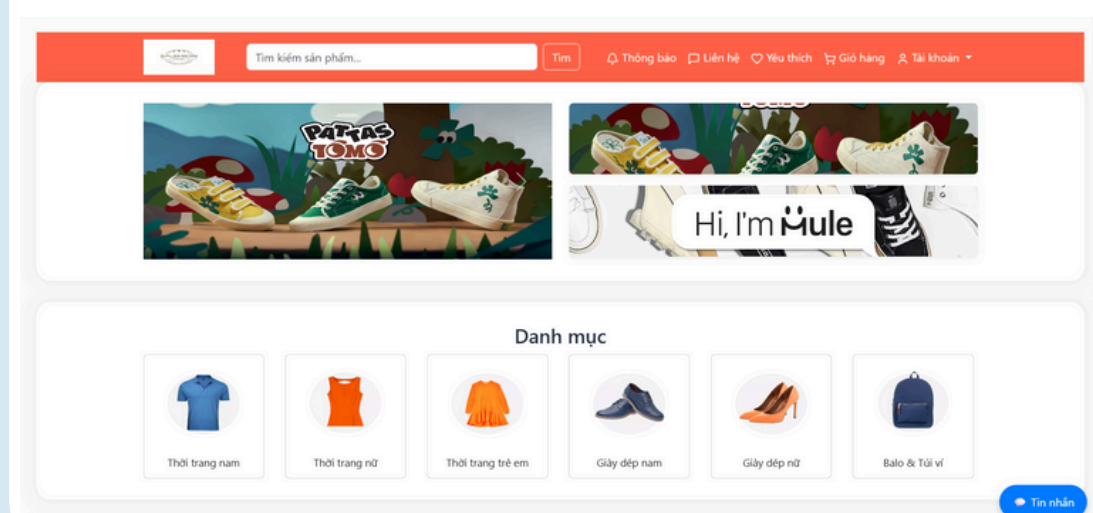 Tìm kiếm sản phẩm...
Tìm
Thông báo
Liên hệ
Yêu thích
Giỏ hàng
Tài khoản
PATTAS
TOMO
TOMO
Hi, I'm Mule
Danh mục
Thời trang nam
Thời trang nữ
Thời trang trẻ em
Giày dép nam
Giày dép nữ
Balo & Túi ví
Tin nhắn